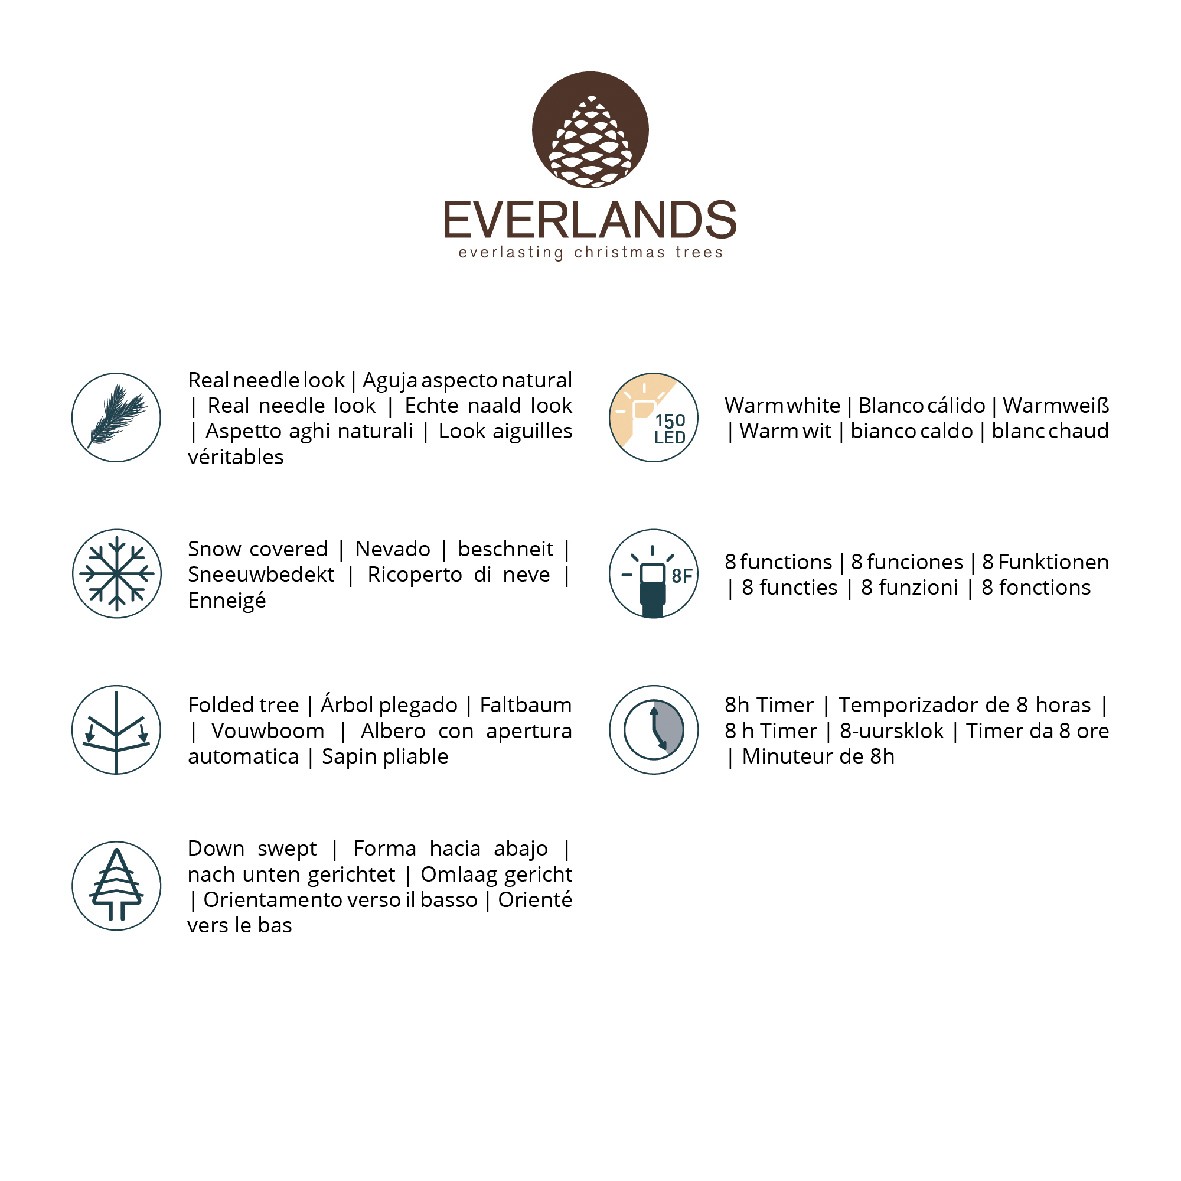 EVERLANDS
everlasting christmas trees
Real needle look | Aguja aspecto natural
| Real needle look | Echte naald look
| Aspetto aghi naturali | Look aiguilles
véritables
150
LED
Warm white | Blanco cálido | Warmweiß
| Warm wit | bianco caldo | blanc chaud
Snow covered | Nevado | beschneit |
Sneeuwbedekt | Ricoperto di neve |
Enneigé
8F
8 functions | 8 funciones | 8 Funktionen
| 8 functies | 8 funzioni | 8 fonctions
Folded tree | Árbol plegado | Faltbaum
| Vouwboom | Albero con apertura
automatica | Sapin pliable
8h Timer | Temporizador de 8 horas |
8 h Timer | 8-uursklok | Timer da 8 ore
| Minuteur de 8h
Down swept | Forma hacia abajo |
nach unten gerichtet | Omlaag gericht
| Orientamento verso il basso | Orienté
vers le bas